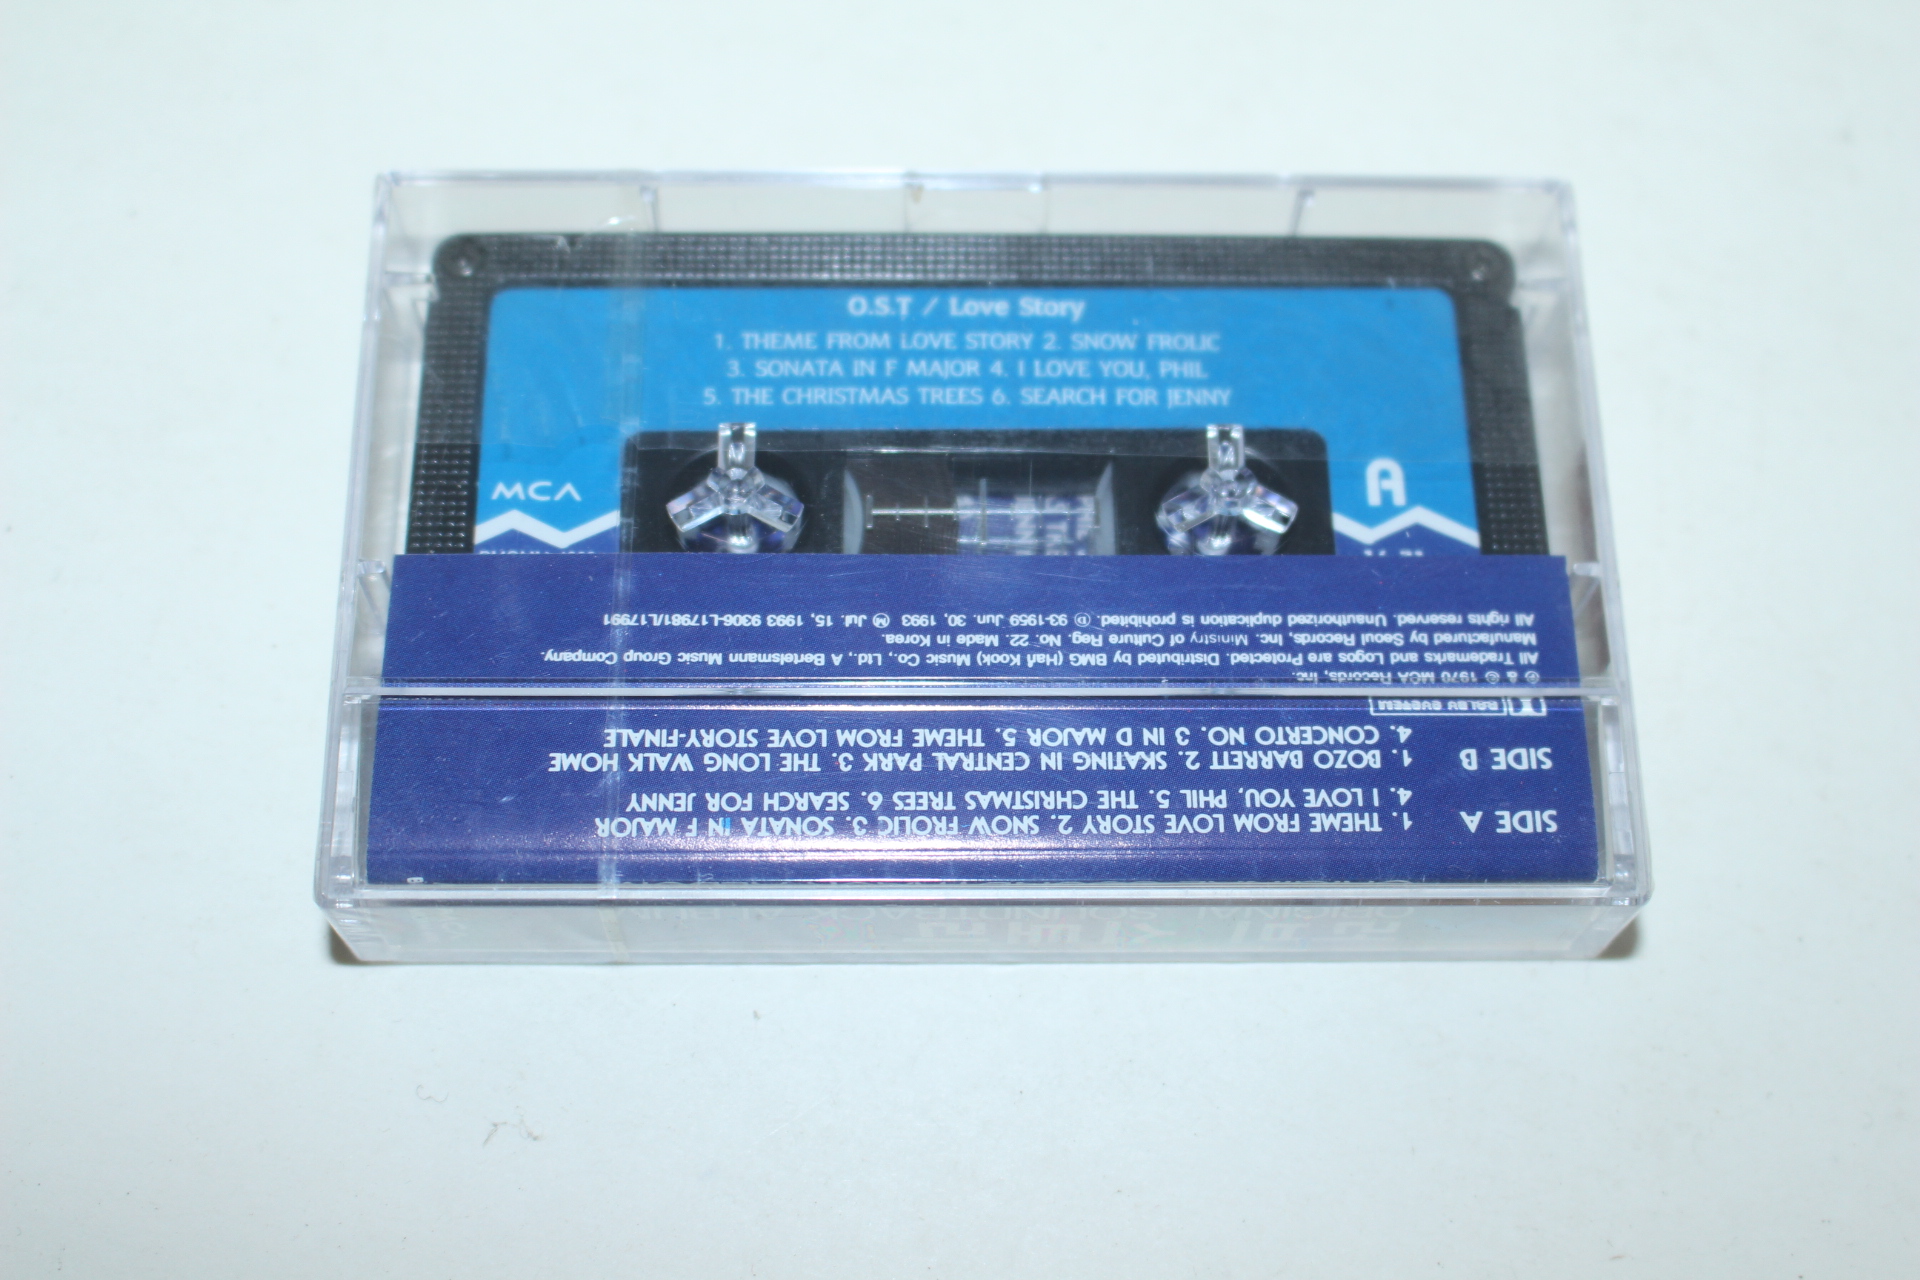 O.S.T / Love Story
1. THEME FROM LOVE STORY 2. SNOW FROLIC
3. SONATA IN F MAJOR 4. I LOVE YOU, PHIL
5. THE CHRISTMAS TREES 6. SEARCH FOR JENNY
MCA
A
SIDE A
1. THEME FROM LOVE STORY 2. SNOW FROLIC 3. SONATA IN F MAJOR
4. I LOVE YOU, PHIL 5. THE CHRISTMAS TREES 6. SEARCH FOR JENNY
SIDE B
1. BOZO BARRETT 2. SKATING IN CENTRAL PARK 3. THE LONG WALK HOME
4. CONCERTO NO. 3 IN D MAJOR 5. THEME FROM LOVE STORY-FINALE
DOLBY SYSTEM
℗ & © 1970 MCA Records, Inc.
All Trademarks and Logos are Protected. Distributed by BMG (Han Kook) Music Co., Ltd., A Bertelsmann Music Group Company.
Manufactured by Seoul Records, Inc. Ministry of Culture Reg. No. 22. Made in Korea.
All rights reserved. Unauthorized duplication is prohibited. Ⓓ 93-1959 Jun. 30, 1993 Ⓜ Jul. 15, 1993 9306-L17981/L17991